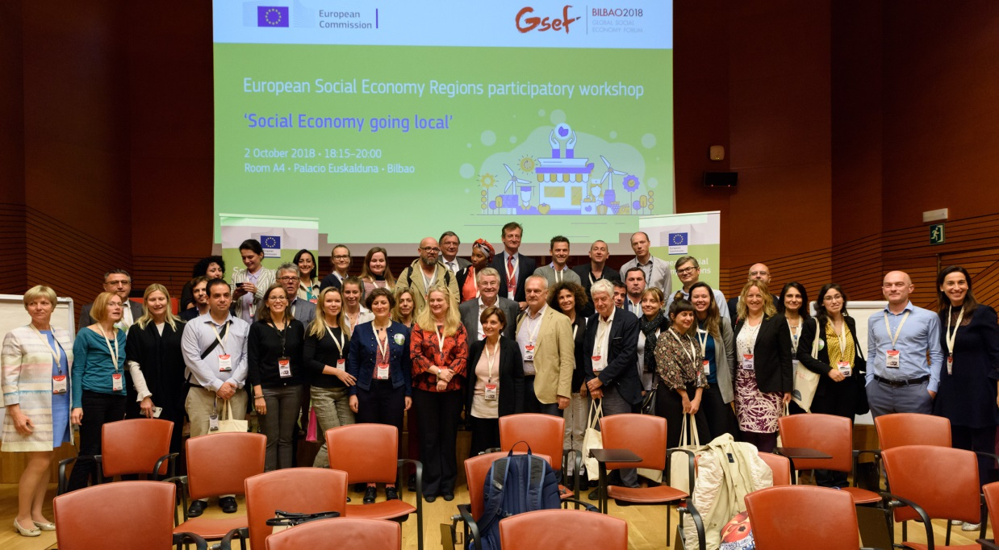 European
Commission
Gsef
BILBAO2018
GLOBAL SOCIAL
ECONOMY FORUM
European Social Economy Regions participatory workshop
‘Social Economy going local’
2 October 2018 • 18:15–20:00
Room A4 • Palacio Euskalduna • Bilbao